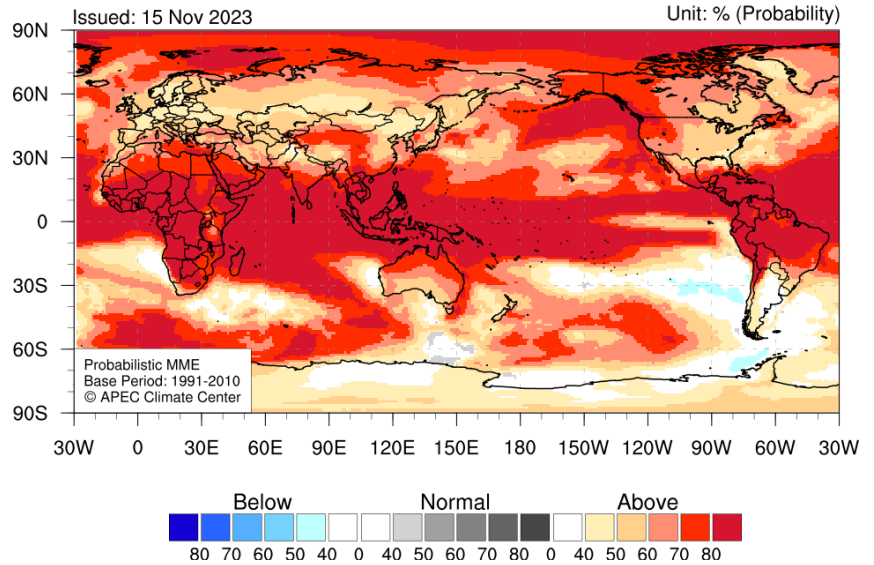 Issued: 15 Nov 2023
Unit: % (Probability)
90N
60N
30N
0
30S
60S
90S
Probabilistic MME
Base Period: 1991-2010
© APEC Climate Center
30W 0 30E 60E 90E 120E 150E 180 150W 120W 90W 60W 30W
Below Normal Above
80 70 60 50 40 0 40 50 60 70 80 0 40 50 60 70 80